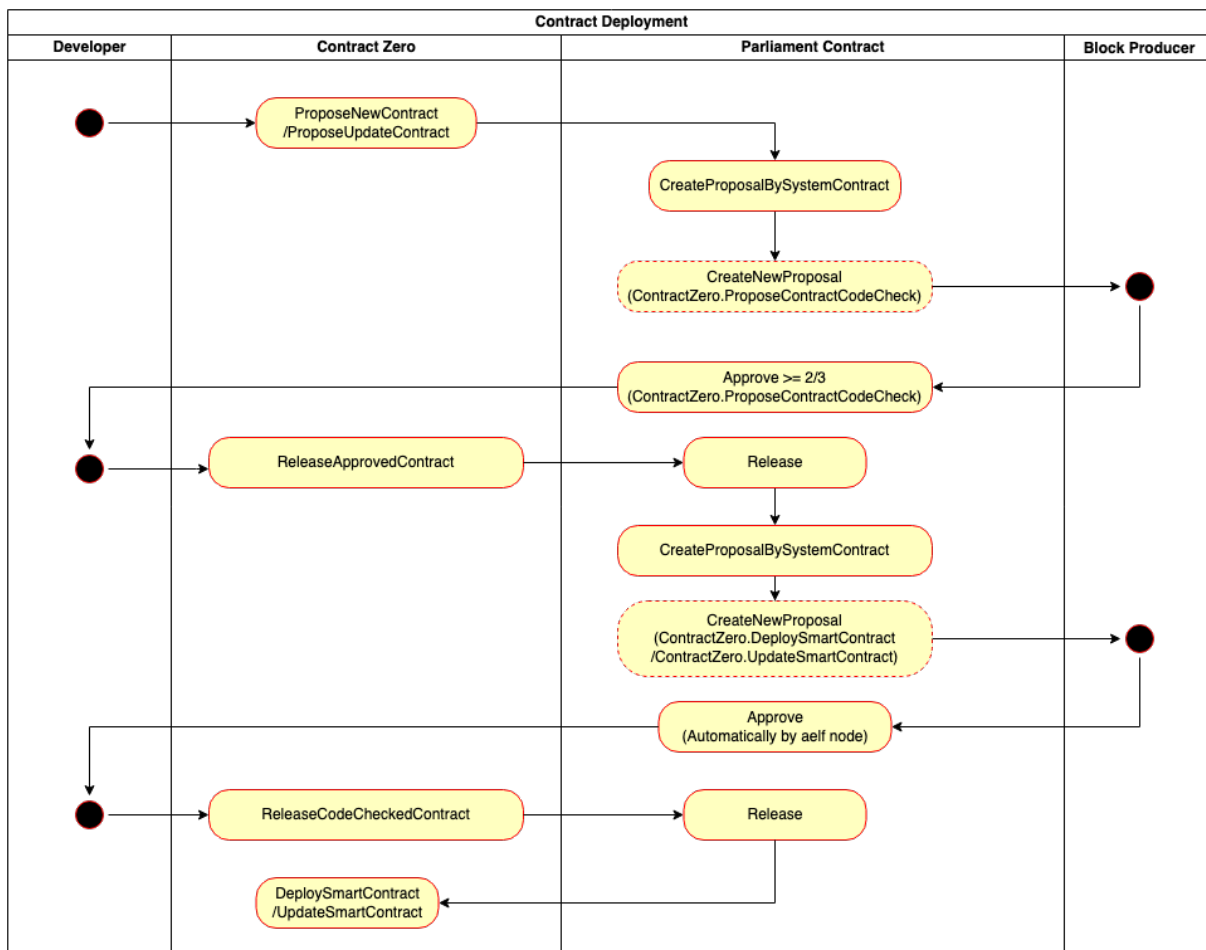 Contract Deployment
Developer
Contract Zero
Parliament Contract
Block Producer
ProposeNewContract
/ProposeUpdateContract
CreateProposalBySystemContract
CreateNewProposal
(ContractZero.ProposeContractCodeCheck)
Approve >= 2/3
(ContractZero.ProposeContractCodeCheck)
ReleaseApprovedContract
Release
CreateProposalBySystemContract
CreateNewProposal
(ContractZero.DeploySmartContract
/ContractZero.UpdateSmartContract)
Approve
(Automatically by aelf node)
ReleaseCodeCheckedContract
Release
DeploySmartContract
/UpdateSmartContract